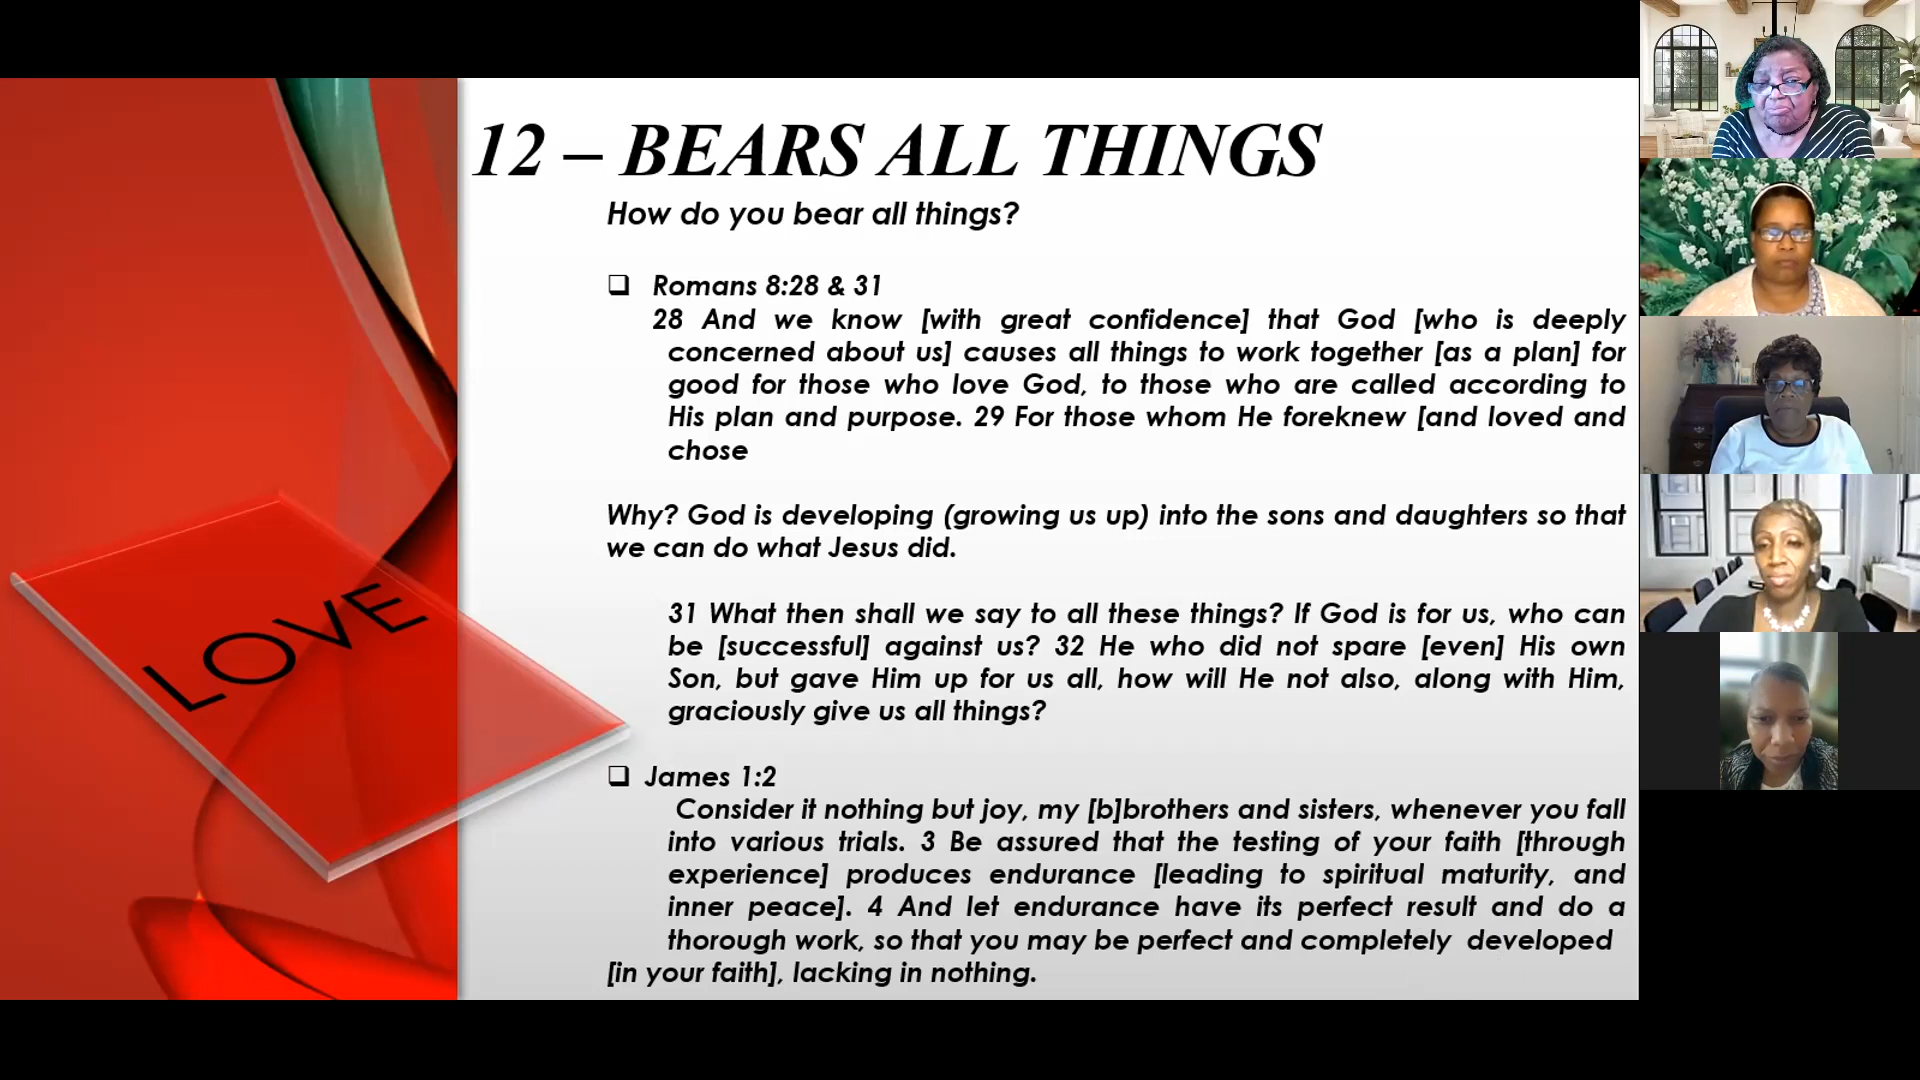 12 – BEARS ALL THINGS
How do you bear all things?
❑ Romans 8:28 & 31
28 And we know [with great confidence] that God [who is deeply
concerned about us] causes all things to work together [as a plan] for
good for those who love God, to those who are called according to
His plan and purpose. 29 For those whom He foreknew [and loved and
chose
Why? God is developing (growing us up) into the sons and daughters so that
we can do what Jesus did.
31 What then shall we say to all these things? If God is for us, who can
be [successful] against us? 32 He who did not spare [even] His own
Son, but gave Him up for us all, how will He not also, along with Him,
graciously give us all things?
❑ James 1:2
Consider it nothing but joy, my [b]brothers and sisters, whenever you fall
into various trials. 3 Be assured that the testing of your faith [through
experience] produces endurance [leading to spiritual maturity, and
inner peace]. 4 And let endurance have its perfect result and do a
thorough work, so that you may be perfect and completely developed
[in your faith], lacking in nothing.
LOVE